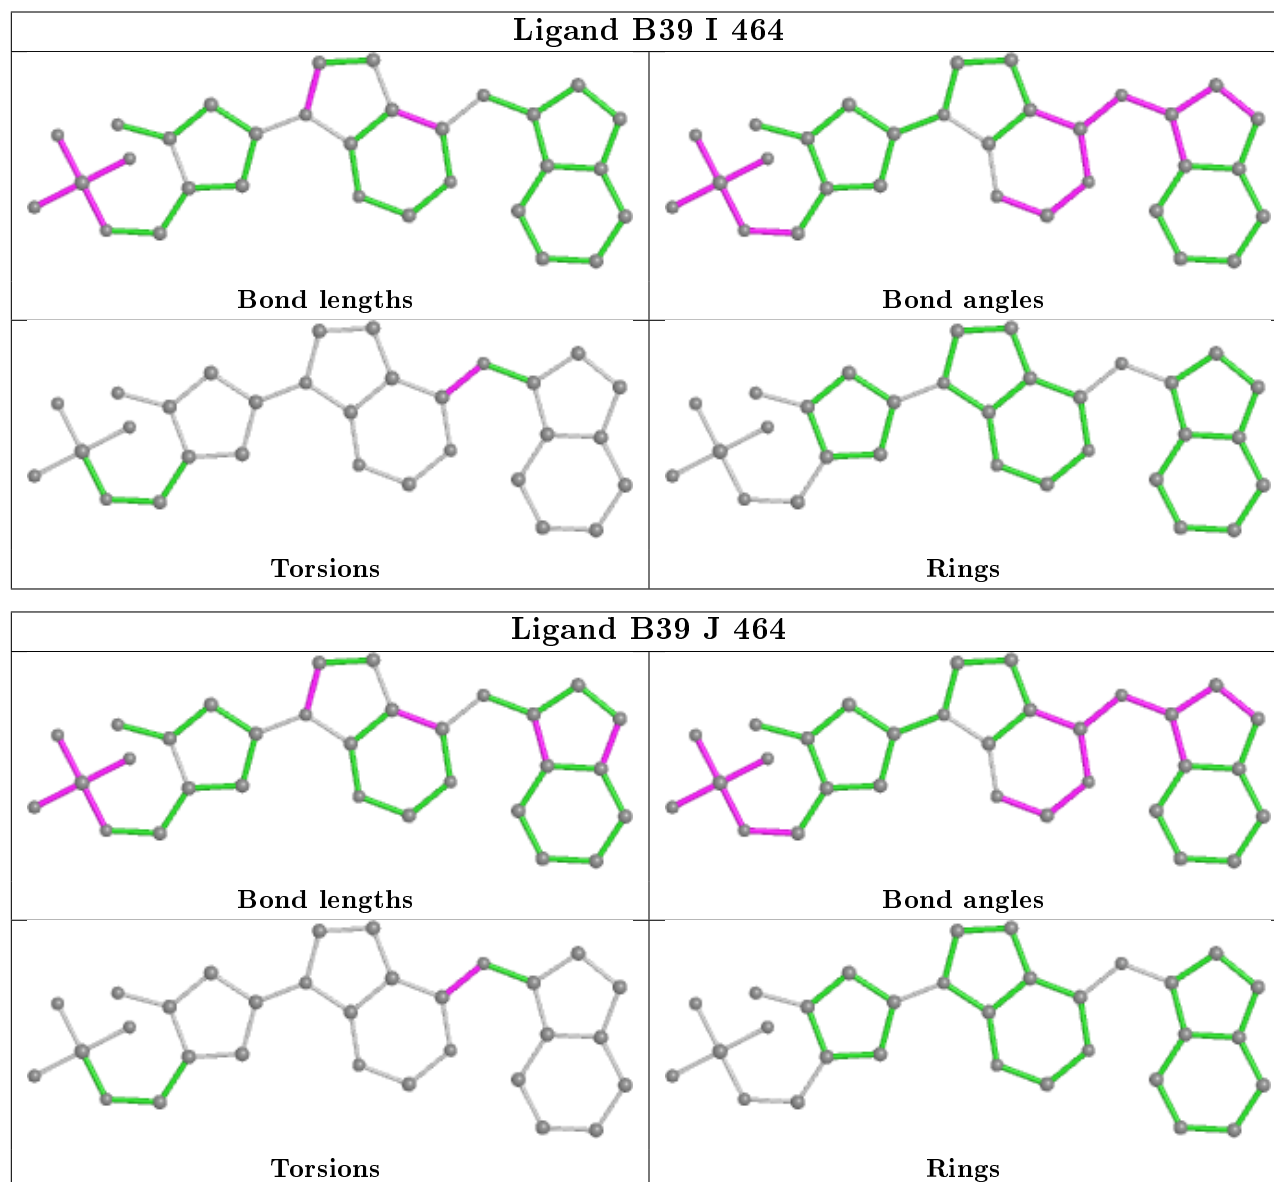 Ligand B39 I 464
Bond lengths
Bond angles
Torsions
Rings
Ligand B39 J 464
Bond lengths
Bond angles
Torsions
Rings